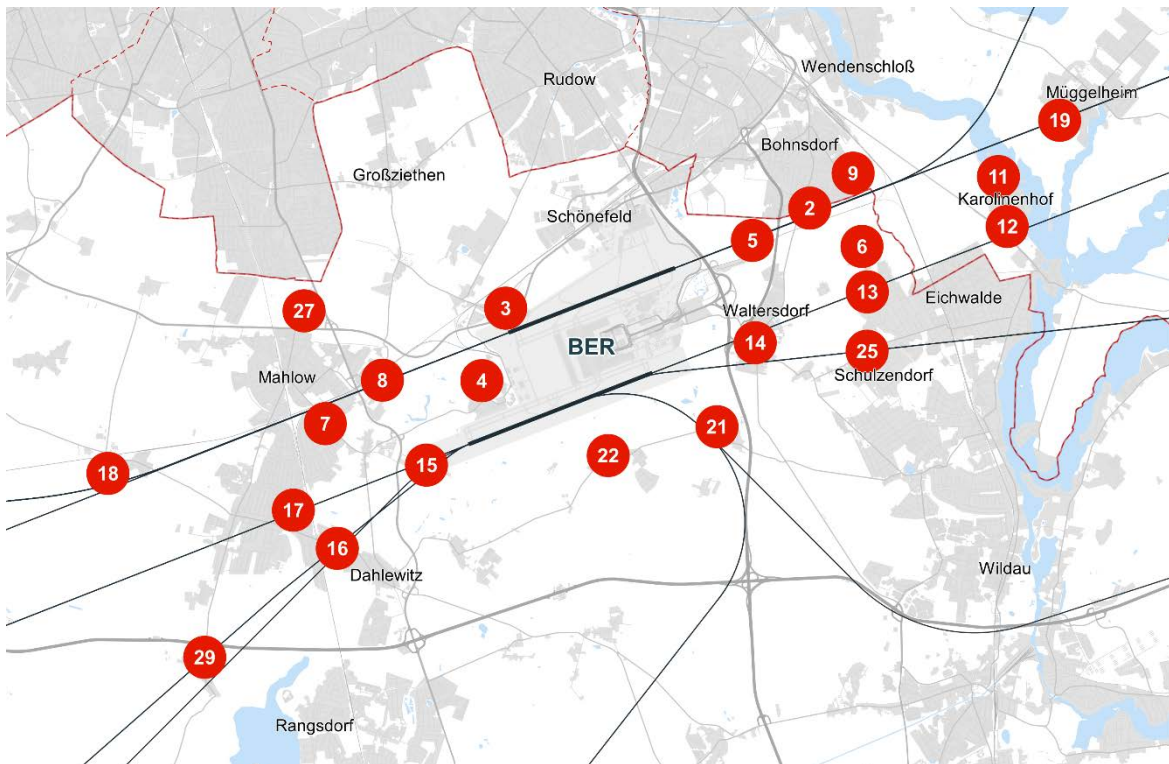 Wendenschloß
Rudow
Müggelheim
19
Bohnsdorf
Großziethen
9
11
Karolinenhof
2
Schönefeld
12
5
6
13
Eichwalde
27
3
Waltersdorf
BER
14
25
Schulzendorf
Mahlow
8
4
7
21
22
15
18
17
16
Dahlewitz
Wildau
29
Rangsdorf